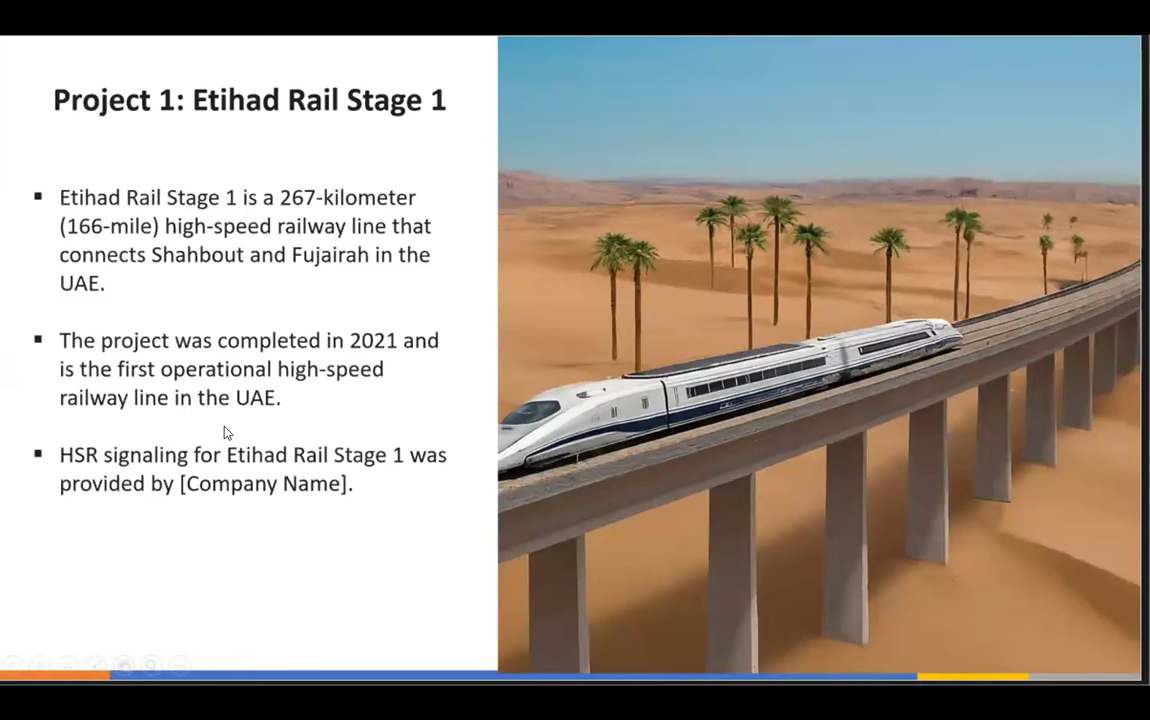 Project 1: Etihad Rail Stage 1
▪ Etihad Rail Stage 1 is a 267-kilometer
(166-mile) high-speed railway line that
connects Shahbout and Fujairah in the
UAE.
▪ The project was completed in 2021 and
is the first operational high-speed
railway line in the UAE.
▪ HSR signaling for Etihad Rail Stage 1 was
provided by [Company Name].